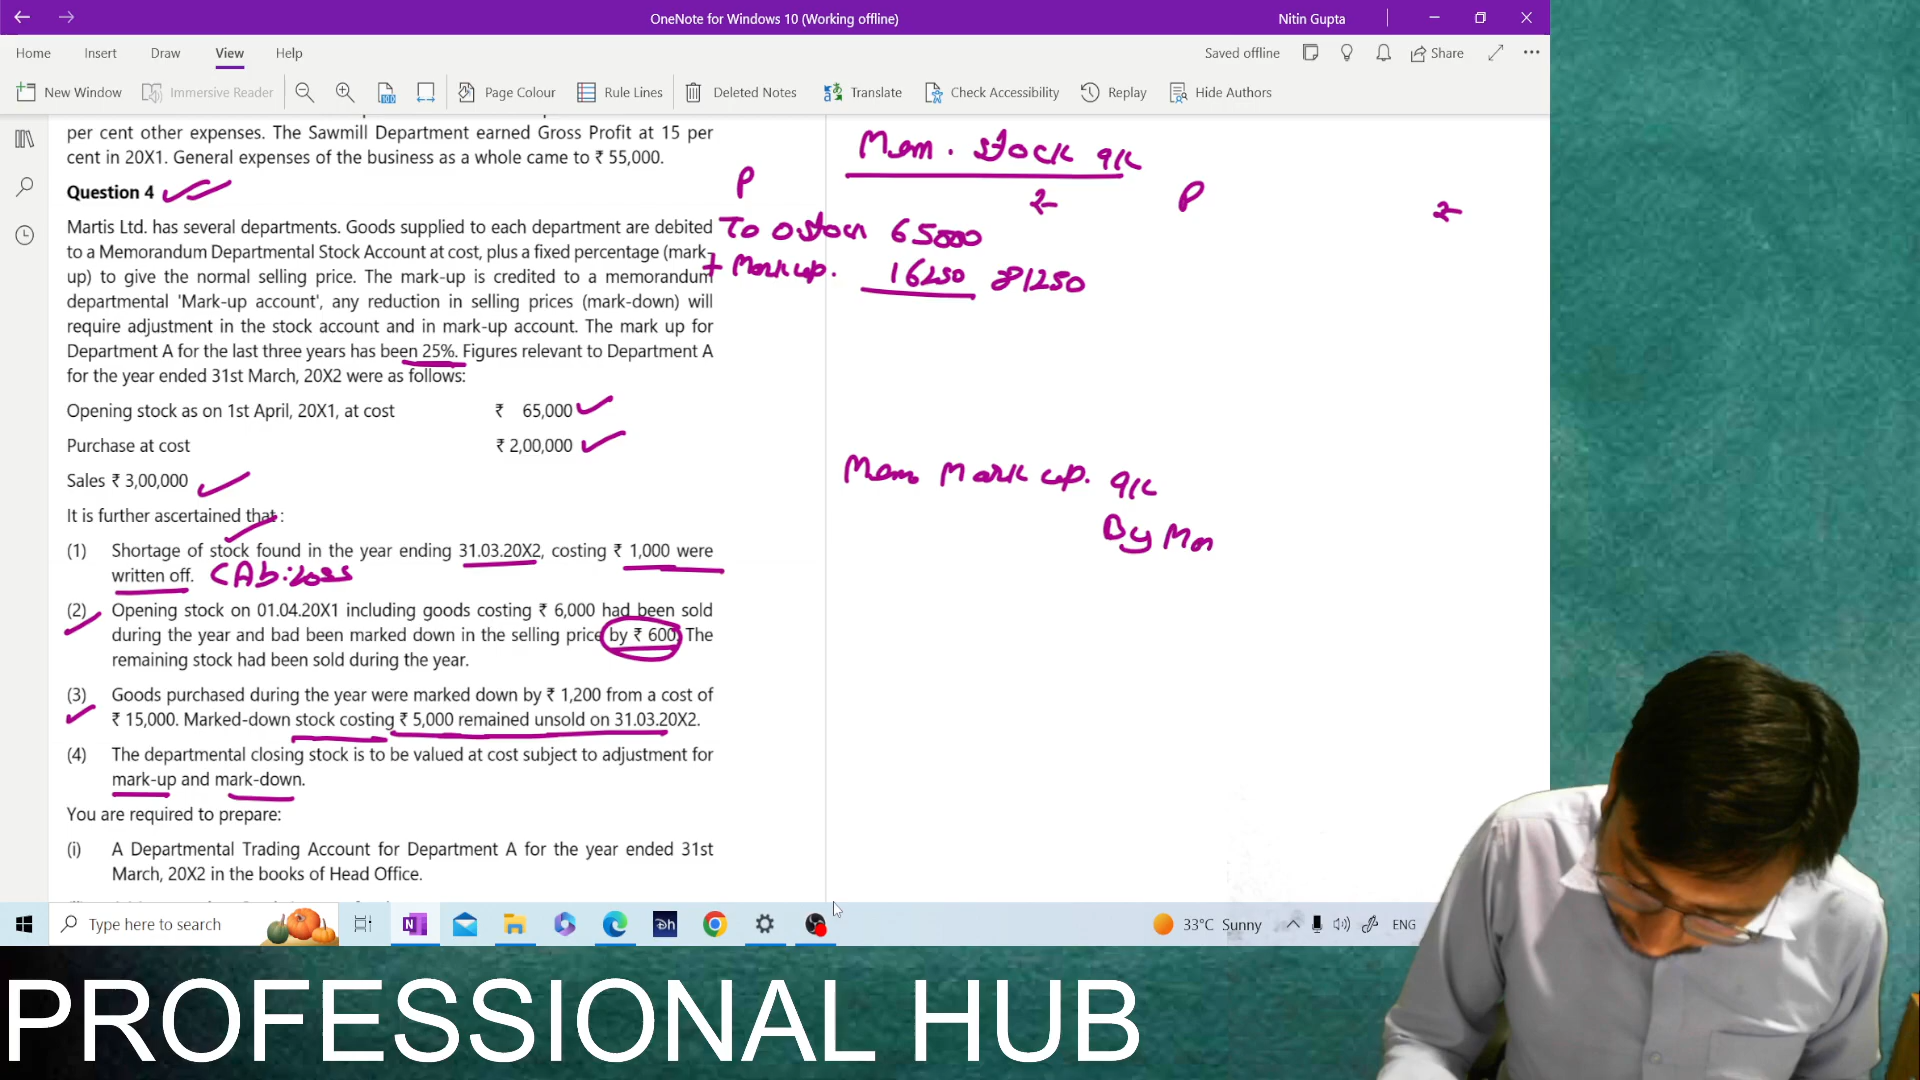 OneNote for Windows 10 (Working offline)
Nitin Gupta
Home Insert Draw View Help
Saved offline
Share
New Window Immersive Reader Page Colour Rule Lines Deleted Notes Translate Check Accessibility Replay Hide Authors
per cent other expenses. The Sawmill Department earned Gross Profit at 15 per
cent in 20X1. General expenses of the business as a whole came to ₹ 55,000.
Question 4
Martis Ltd. has several departments. Goods supplied to each department are debited
to a Memorandum Departmental Stock Account at cost, plus a fixed percentage (mark-
up) to give the normal selling price. The mark-up is credited to a memorandum
departmental 'Mark-up account', any reduction in selling prices (mark-down) will
require adjustment in the stock account and in mark-up account. The mark up for
Department A for the last three years has been 25%. Figures relevant to Department A
for the year ended 31st March, 20X2 were as follows:
Opening stock as on 1st April, 20X1, at cost ₹ 65,000
Purchase at cost ₹ 2,00,000
Sales ₹ 3,00,000
It is further ascertained that :
(1) Shortage of stock found in the year ending 31.03.20X2, costing ₹ 1,000 were
written off. (Ab. Loss
(2) Opening stock on 01.04.20X1 including goods costing ₹ 6,000 had been sold
during the year and bad been marked down in the selling price by ₹ 600. The
remaining stock had been sold during the year.
(3) Goods purchased during the year were marked down by ₹ 1,200 from a cost of
₹ 15,000. Marked-down stock costing ₹ 5,000 remained unsold on 31.03.20X2.
(4) The departmental closing stock is to be valued at cost subject to adjustment for
mark-up and mark-down.
You are required to prepare:
(i) A Departmental Trading Account for Department A for the year ended 31st
March, 20X2 in the books of Head Office.
Mem. Stock a/c
P ₹ P ₹
To O Stock 65000
+ Mark up. 16250 81250
Mem. Mark up. a/c
By Mem
Type here to search
33°C Sunny
ENG
PROFESSIONAL HUB